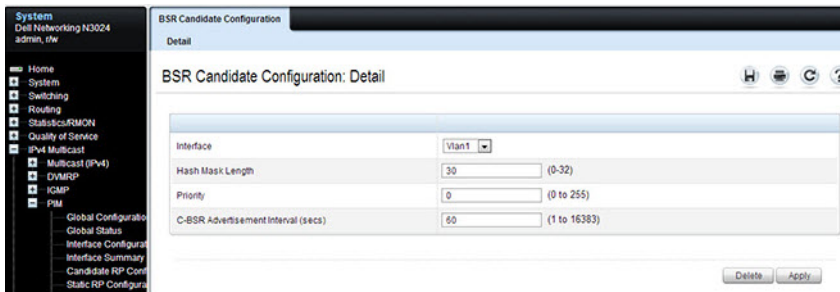 System
Dell Networking N3024
admin, r/w
Home
System
Switching
Routing
Statistics/RMON
Quality of Service
IPv4 Multicast
Multicast (IPv4)
DVMRP
IGMP
PIM
Global Configuratio
Global Status
Interface Configurat
Interface Summary
Candidate RP Conf
Static RP Configura
BSR Candidate Configuration
Detail
BSR Candidate Configuration: Detail
?
Interface Vlan1
Hash Mask Length 30 (0-32)
Priority 0 (0 to 255)
C-BSR Advertisement Interval (secs) 60 (1 to 16383)
Delete Apply